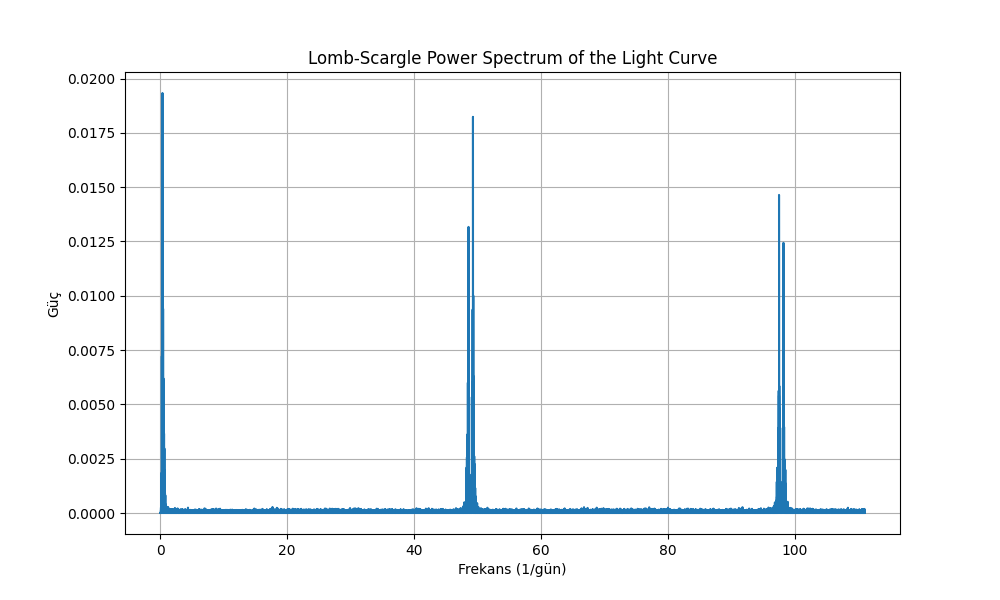 Lomb-Scargle Power Spectrum of the Light Curve
0.0200
0.0175
0.0150
0.0125
0.0100
0.0075
0.0050
0.0025
0.0000
Güç
0 20 40 60 80 100
Frekans (1/gün)